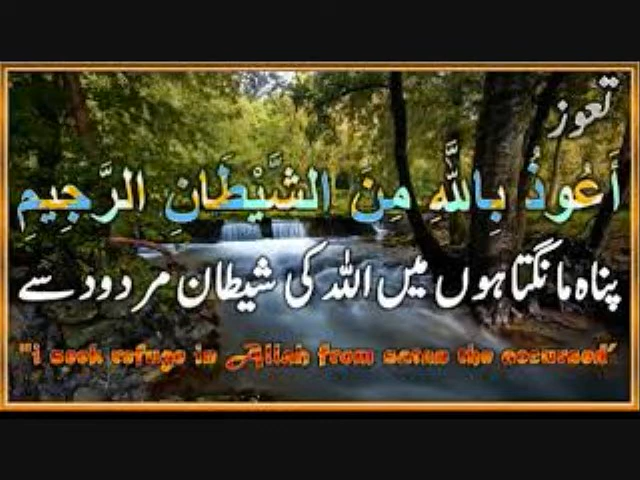 تعوز
أَعُوذُ بِاللَّهِ مِنَ الشَّيْطَانِ الرَّجِيمِ
پناہ مانگتا ہوں میں اللہ کی شیطان مردود سے
"i seek refuge in Allah from satan the accursed"